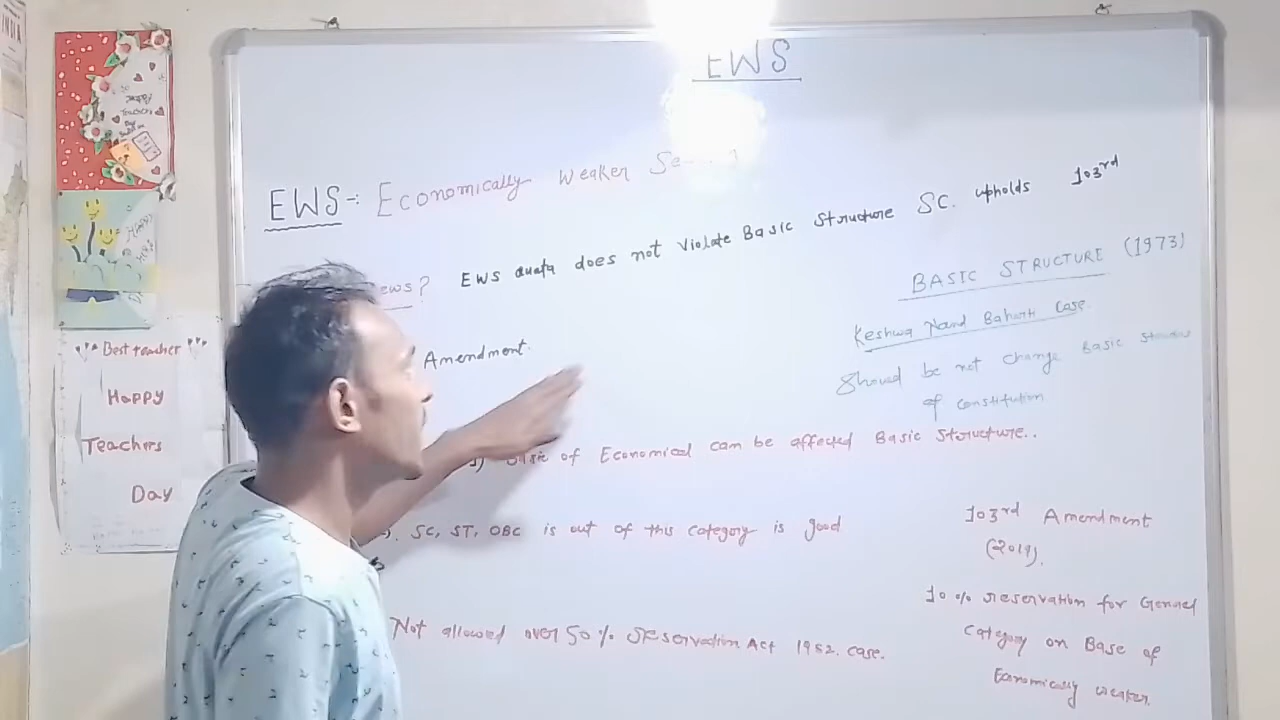 EWS
EWS-: Economically Weaker
news? EWS quata does not violate Basic Structure SC. upholds 103rd
Amendment.
BASIC STRUCTURE (1973)
Keshwa Nand Baharti Case.
Should be not change Basic
of constitution
of Economical can be affected Basic Structure..
SC, ST, OBC is out of this category is good
Not allowed over 50% reservation Act 1952. case.
103rd Amendment
(2019).
10% reservation for General
Category on Base of
Economically weaker.
Best teacher
Happy
Teachers
Day